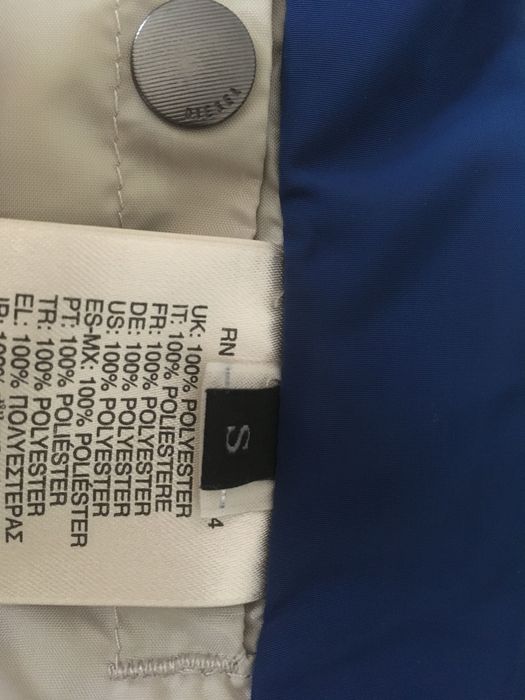 DIESEL
S
RN
4
UK: 100% POLYESTER
IT: 100% POLIESTERE
FR: 100% POLYESTER
DE: 100% POLYESTER
US: 100% POLYESTER
ES-MX: 100% POLIÉSTER
PT: 100% POLIÉSTER
TR: 100% POLYESTER
EL: 100% ΠΟΛΥΕΣΤΕΡΑΣ